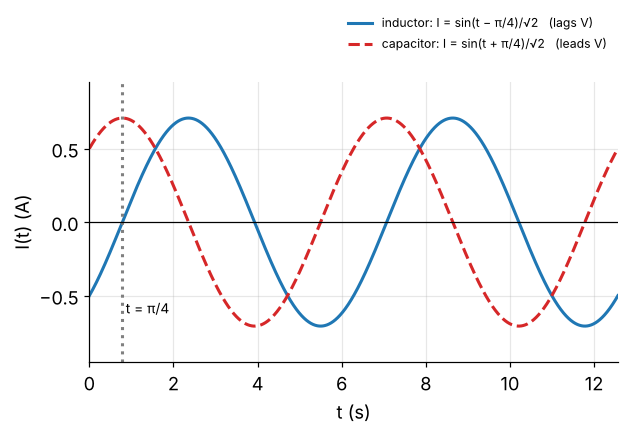 inductor: I = sin(t − π/4)/√2   (lags V)
capacitor: I = sin(t + π/4)/√2   (leads V)
I(t) (A)
0.5
0.0
−0.5
t = π/4
0 2 4 6 8 10 12
t (s)